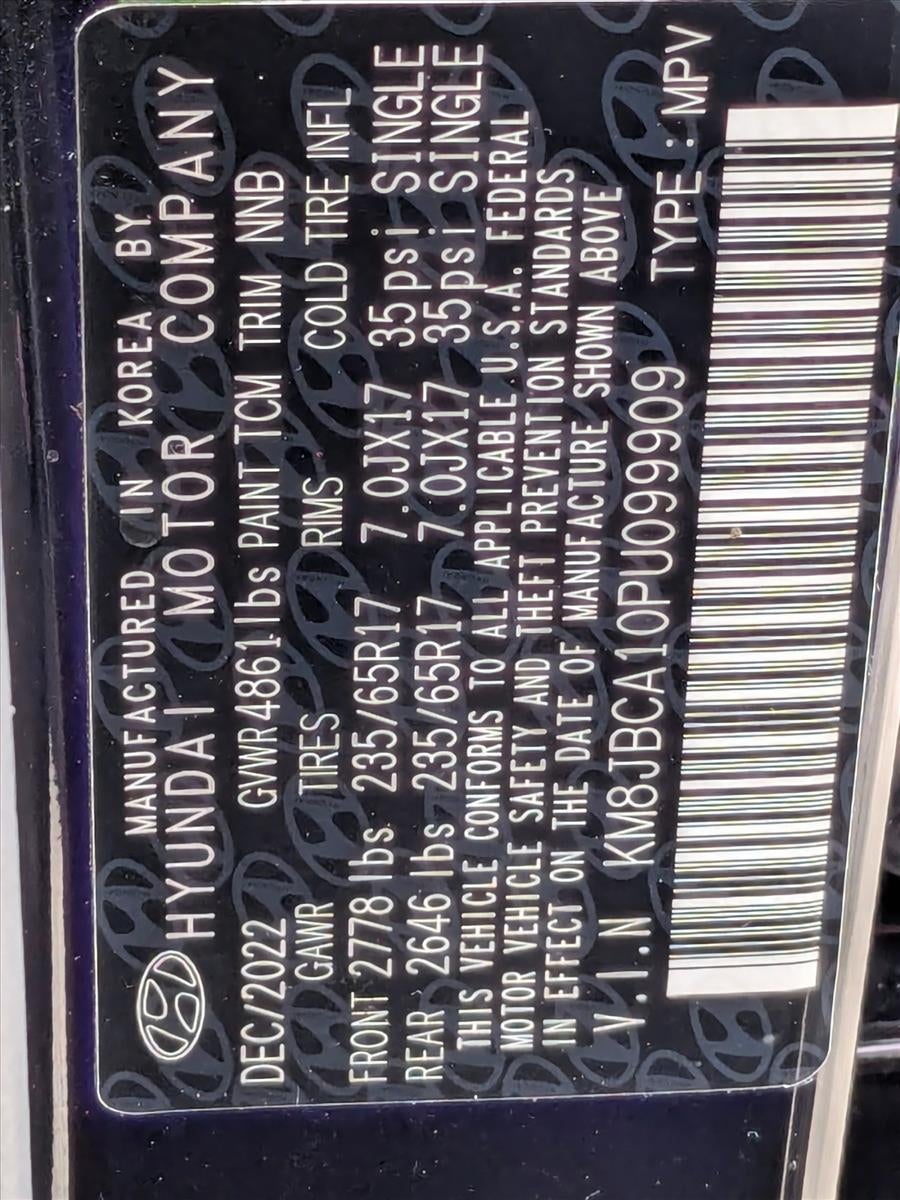 MANUFACTURED IN KOREA BY
HYUNDAI MOTOR COMPANY
DEC/2022 GVWR4861lbs PAINT TCM TRIM NNB
GAWR TIRES RIMS COLD TIRE INFL
FRONT 2778 lbs 235/65R17 7.0JX17 35psi SINGLE
REAR 2646 lbs 235/65R17 7.0JX17 35psi SINGLE
THIS VEHICLE CONFORMS TO ALL APPLICABLE U.S.A. FEDERAL
MOTOR VEHICLE SAFETY AND THEFT PREVENTION STANDARDS
IN EFFECT ON THE DATE OF MANUFACTURE SHOWN ABOVE
V.I.N KM8JBCA10PU099909 TYPE : MPV